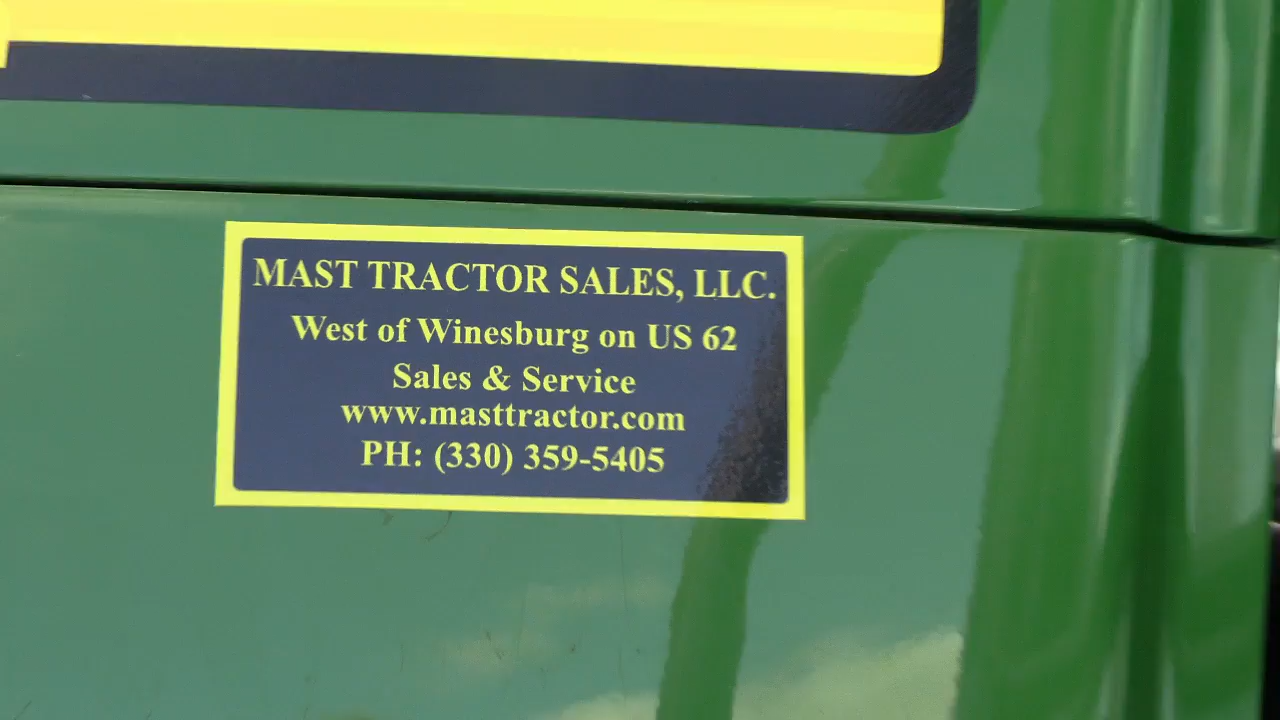 MAST TRACTOR SALES, LLC.
West of Winesburg on US 62
Sales & Service
www.masttractor.com
PH: (330) 359-5405